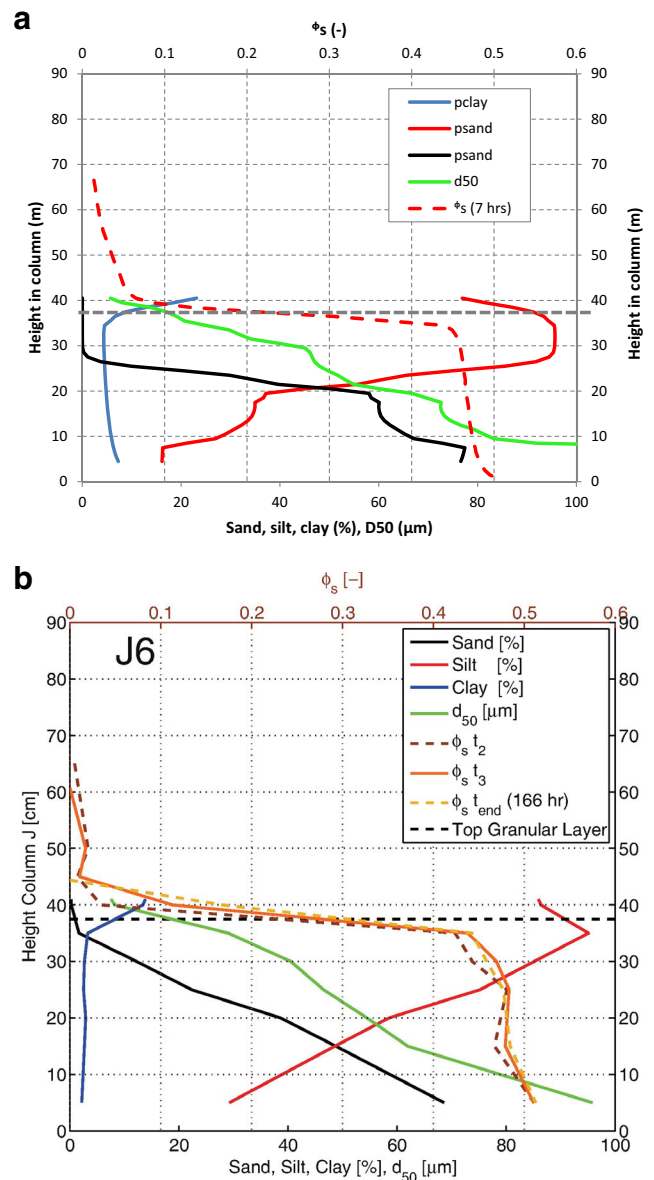 a
ϕs (-)
0 0.1 0.2 0.3 0.4 0.5 0.6
90 90
80 80
70 70
60 60
50 50
40 40
30 30
20 20
10 10
0 0
pclay
psand
psand
d50
ϕs (7 hrs)
Height in column (m)
Height in column (m)
0 20 40 60 80 100
Sand, silt, clay (%), D50 (µm)
b
ϕs [−]
0 0.1 0.2 0.3 0.4 0.5 0.6
90 90
80 80
70 70
60 60
50 50
40 40
30 30
20 20
10 10
0 0
J6
Sand [%]
Silt [%]
Clay [%]
d50 [µm]
ϕs t2
ϕs t3
ϕs tend (166 hr)
Top Granular Layer
Height Column J [cm]
0 20 40 60 80 100
Sand, Silt, Clay [%], d50 [µm]